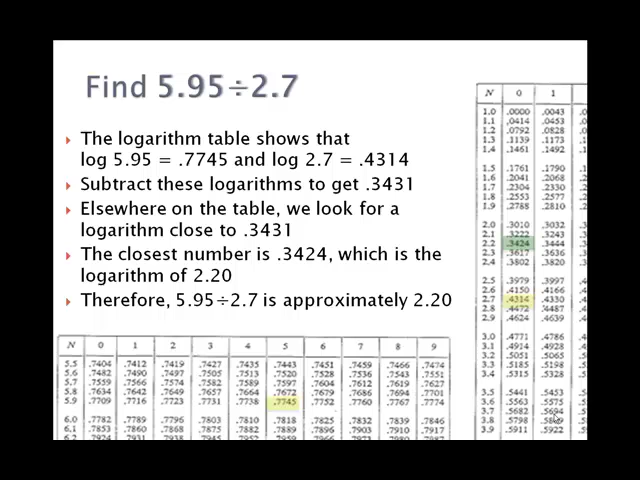 Find 5.95÷2.7
The logarithm table shows that
log 5.95 = .7745 and log 2.7 = .4314
Subtract these logarithms to get .3431
Elsewhere on the table, we look for a
logarithm close to .3431
The closest number is .3424, which is the
logarithm of 2.20
Therefore, 5.95÷2.7 is approximately 2.20
N 0 1
1.0 .0000 .0043
1.1 .0414 .0453
1.2 .0792 .0828
1.3 .1139 .1173
1.4 .1461 .1492
1.5 .1761 .1790
1.6 .2041 .2068
1.7 .2304 .2330
1.8 .2553 .2577
1.9 .2788 .2810
2.0 .3010 .3032
2.1 .3222 .3243
2.2 .3424 .3444
2.3 .3617 .3636
2.4 .3802 .3820
2.5 .3979 .3997
2.6 .4150 .4166
2.7 .4314 .4330
2.8 .4472 .4487
2.9 .4624 .4639
3.0 .4771 .4786
3.1 .4914 .4928
3.2 .5051 .5065
3.3 .5185 .5198
3.4 .5315 .5328
3.5 .5441 .5453
3.6 .5563 .5575
3.7 .5682 .5694
3.8 .5798
3.9 .5911 .5922
N 0 1 2 3 4 5 6 7 8 9
5.5 .7404 .7412 .7419 .7427 .7435 .7443 .7451 .7459 .7466 .7474
5.6 .7482 .7490 .7497 .7505 .7513 .7520 .7528 .7536 .7543 .7551
5.7 .7559 .7566 .7574 .7582 .7589 .7597 .7604 .7612 .7619 .7627
5.8 .7634 .7642 .7649 .7657 .7664 .7672 .7679 .7686 .7694 .7701
5.9 .7709 .7716 .7723 .7731 .7738 .7745 .7752 .7760 .7767 .7774
6.0 .7782 .7789 .7796 .7803 .7810 .7818 .7825 .7832 .7839 .7846
6.1 .7853 .7860 .7868 .7875 .7882 .7889 .7896 .7903 .7910 .7917